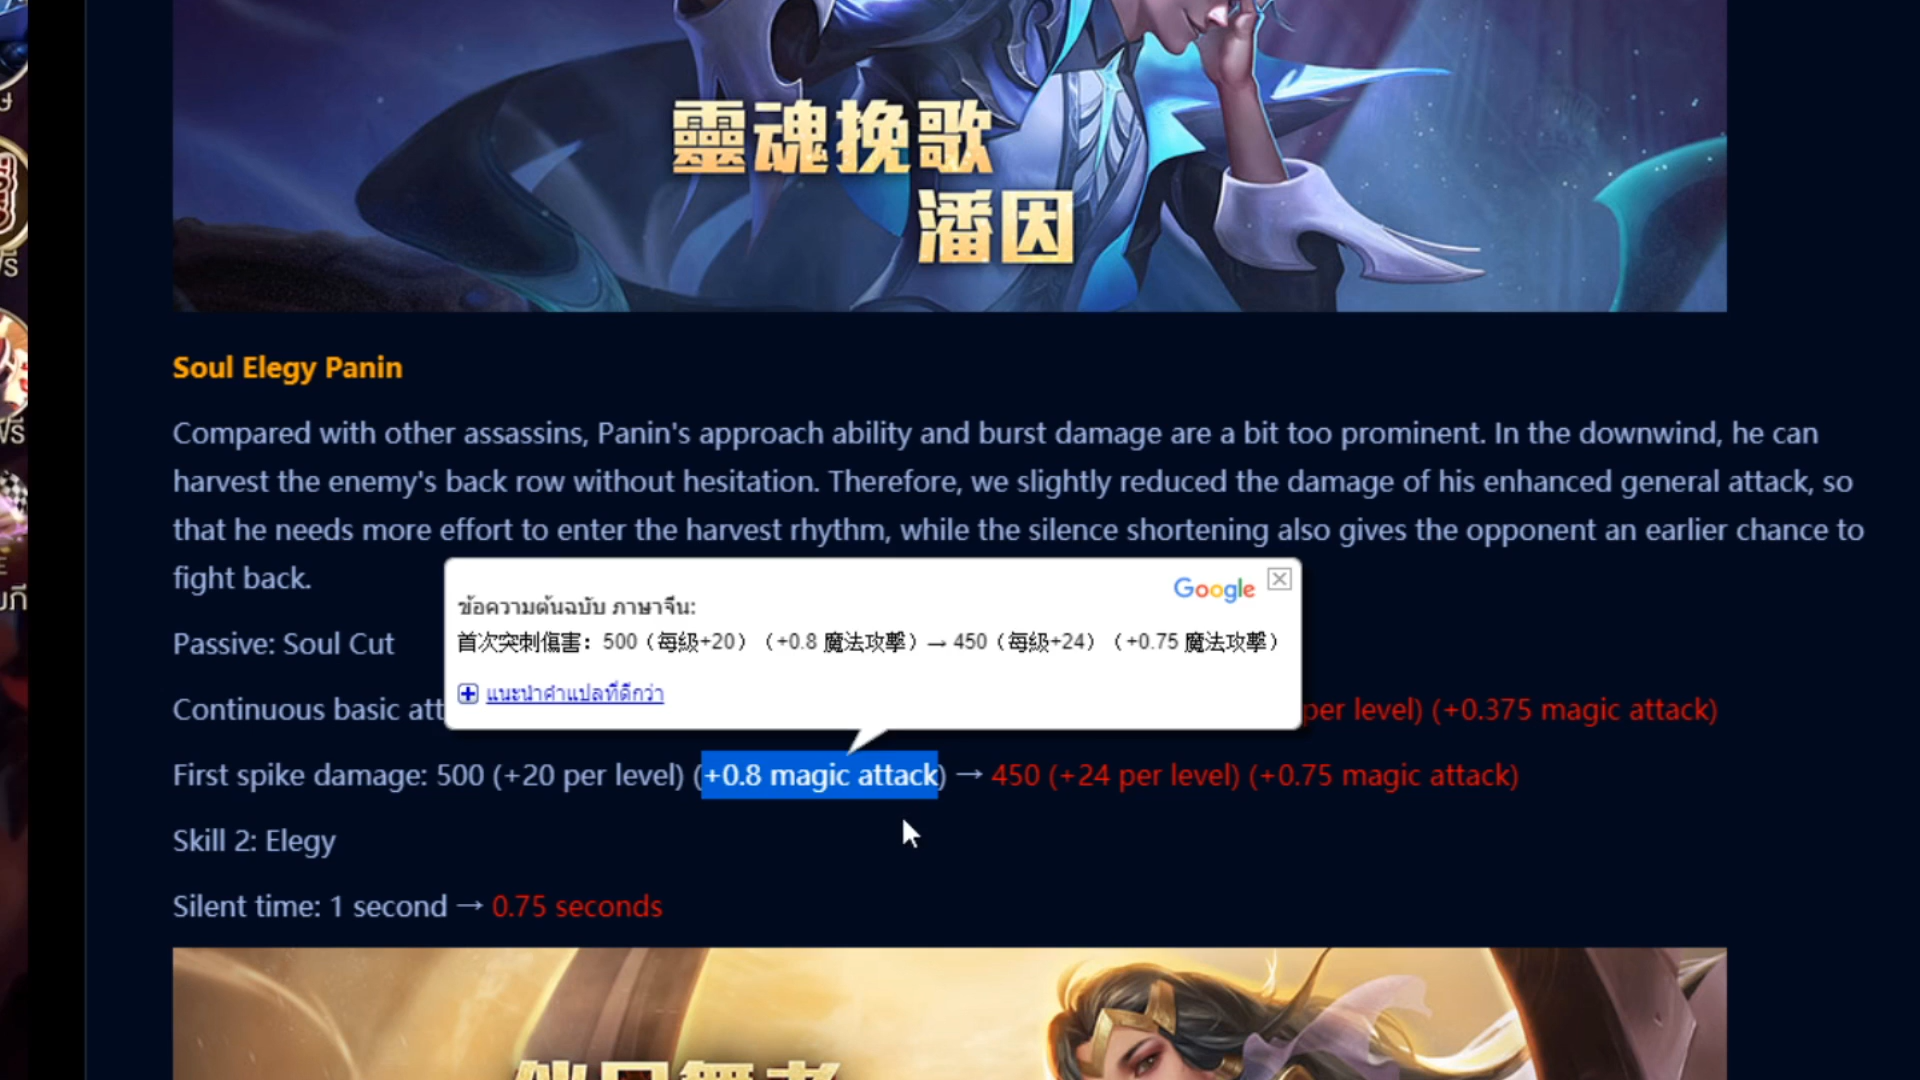 靈魂挽歌
潘因
Soul Elegy Panin
Compared with other assassins, Panin's approach ability and burst damage are a bit too prominent. In the downwind, he can
harvest the enemy's back row without hesitation. Therefore, we slightly reduced the damage of his enhanced general attack, so
that he needs more effort to enter the harvest rhythm, while the silence shortening also gives the opponent an earlier chance to
fight back.
Google
ข้อความต้นฉบับ ภาษาจีน:
首次突刺傷害：500（每級+20）（+0.8 魔法攻擊）→ 450（每級+24）（+0.75 魔法攻擊）
แนะนำคำแปลที่ดีกว่า
Passive: Soul Cut
Continuous basic att
per level) (+0.375 magic attack)
First spike damage: 500 (+20 per level) (+0.8 magic attack) → 450 (+24 per level) (+0.75 magic attack)
Skill 2: Elegy
Silent time: 1 second → 0.75 seconds